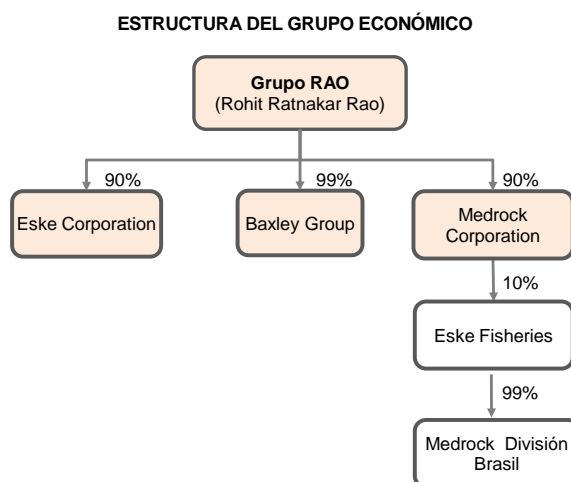 ESTRUCTURA DEL GRUPO ECONÓMICO
Grupo RAO
(Rohit Ratnakar Rao)
90%
99%
90%
Eske Corporation
Baxley Group
Medrock
Corporation
10%
Eske Fisheries
99%
Medrock División
Brasil